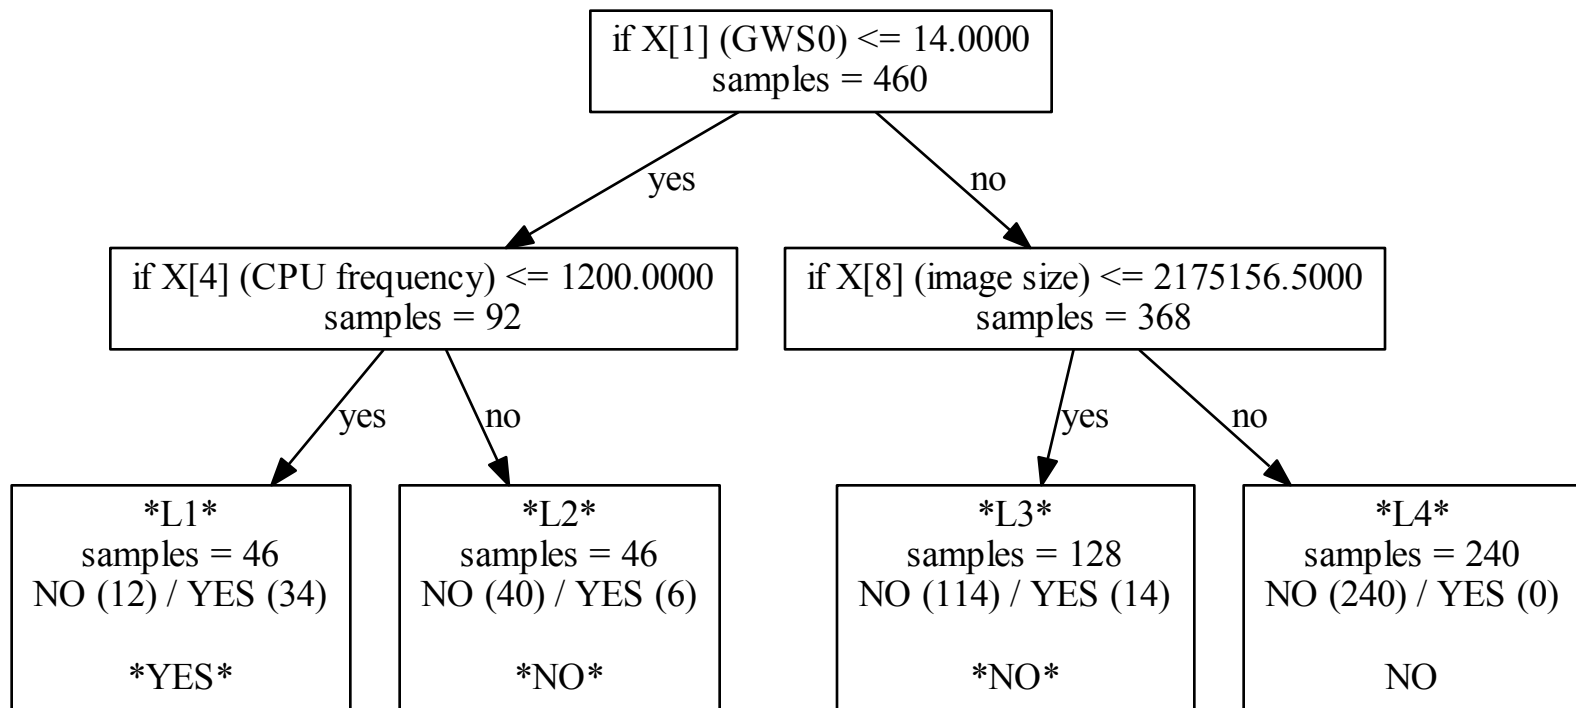 if X[1] (GWS0) <= 14.0000
samples = 460
yes
no
if X[4] (CPU frequency) <= 1200.0000
samples = 92
if X[8] (image size) <= 2175156.5000
samples = 368
yes
no
yes
no
*L1*
samples = 46
NO (12) / YES (34)
*YES*
*L2*
samples = 46
NO (40) / YES (6)
*NO*
*L3*
samples = 128
NO (114) / YES (14)
*NO*
*L4*
samples = 240
NO (240) / YES (0)
NO